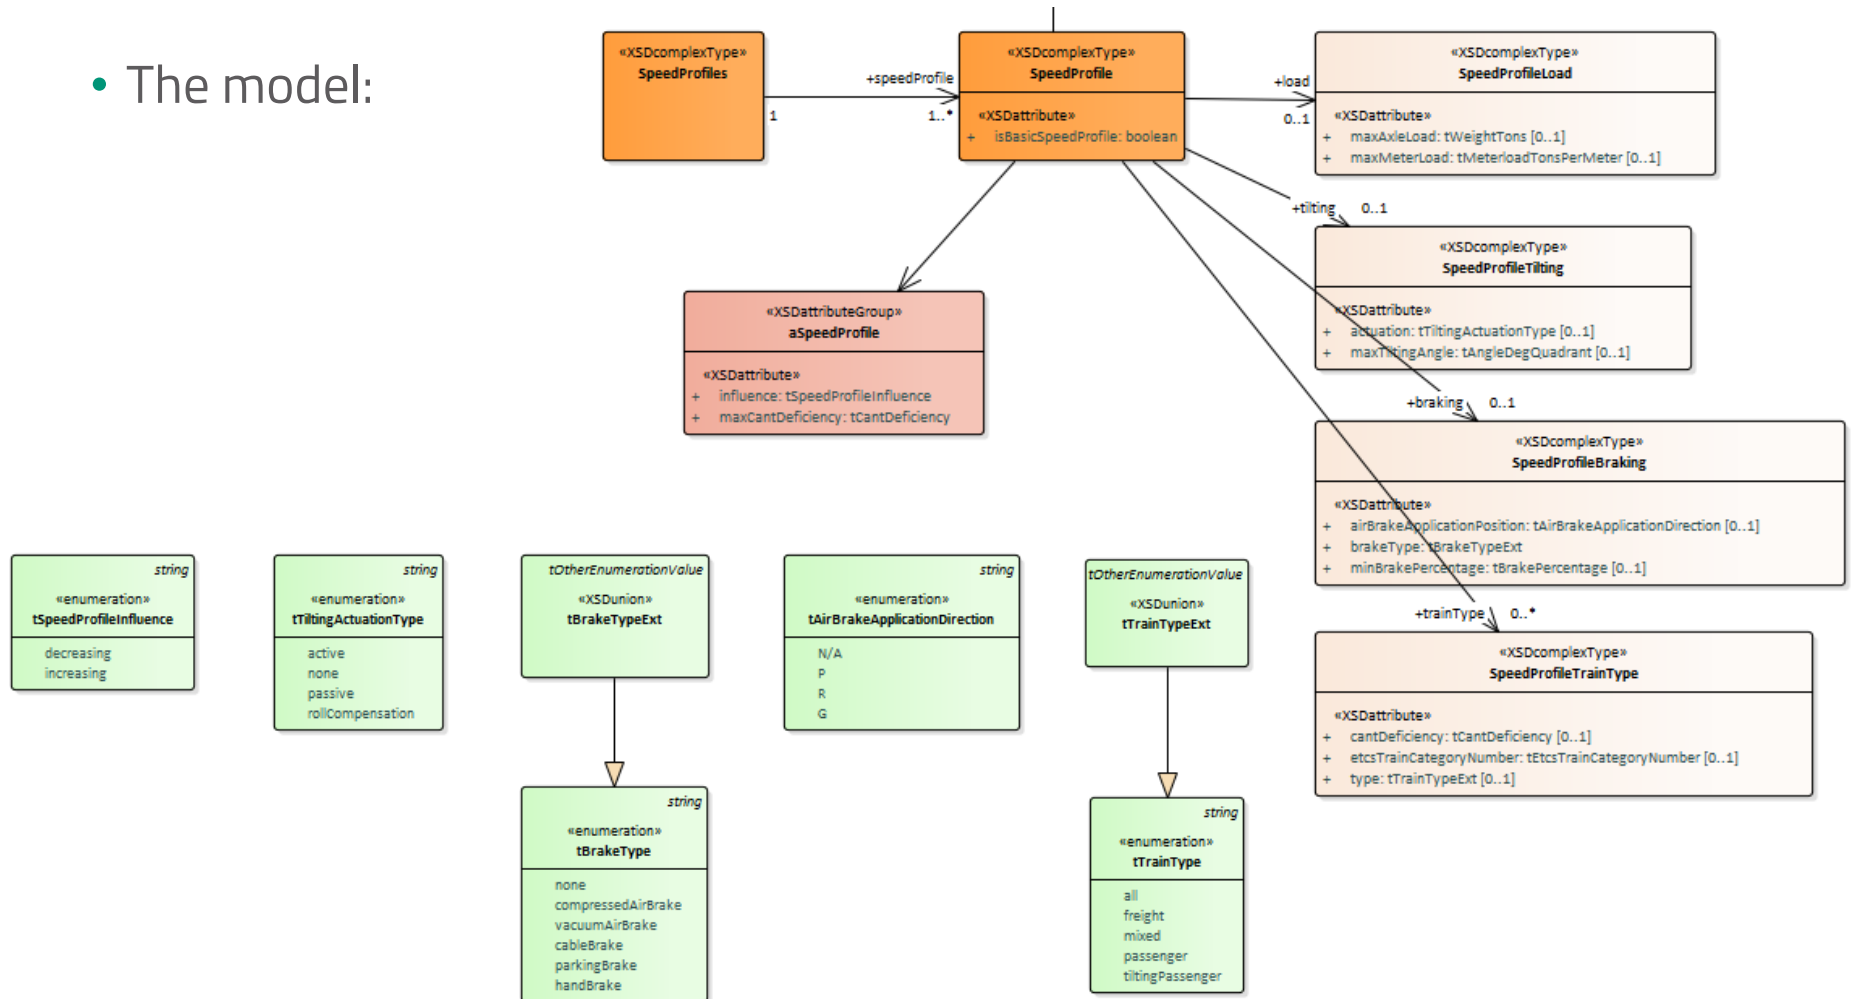 • The model:
«XSDcomplexType»
SpeedProfiles
1
+speedProfile
1..*
«XSDcomplexType»
SpeedProfile
«XSDattribute»
+ isBasicSpeedProfile: boolean
+load
0..1
«XSDcomplexType»
SpeedProfileLoad
«XSDattribute»
+ maxAxleLoad: tWeightTons [0..1]
+ maxMeterLoad: tMeterloadTonsPerMeter [0..1]
+tilting 0..1
«XSDcomplexType»
SpeedProfileTilting
«XSDattribute»
+ actuation: tTiltingActuationType [0..1]
+ maxTiltingAngle: tAngleDegQuadrant [0..1]
«XSDattributeGroup»
aSpeedProfile
«XSDattribute»
+ influence: tSpeedProfileInfluence
+ maxCantDeficiency: tCantDeficiency
+braking 0..1
«XSDcomplexType»
SpeedProfileBraking
«XSDattribute»
+ airBrakeApplicationPosition: tAirBrakeApplicationDirection [0..1]
+ brakeType: tBrakeTypeExt
+ minBrakePercentage: tBrakePercentage [0..1]
+trainType 0..*
«XSDcomplexType»
SpeedProfileTrainType
«XSDattribute»
+ cantDeficiency: tCantDeficiency [0..1]
+ etcsTrainCategoryNumber: tEtcsTrainCategoryNumber [0..1]
+ type: tTrainTypeExt [0..1]
string
«enumeration»
tSpeedProfileInfluence
decreasing
increasing
string
«enumeration»
tTiltingActuationType
active
none
passive
rollCompensation
tOtherEnumerationValue
«XSDunion»
tBrakeTypeExt
string
«enumeration»
tAirBrakeApplicationDirection
N/A
P
R
G
tOtherEnumerationValue
«XSDunion»
tTrainTypeExt
string
«enumeration»
tBrakeType
none
compressedAirBrake
vacuumAirBrake
cableBrake
parkingBrake
handBrake
string
«enumeration»
tTrainType
all
freight
mixed
passenger
tiltingPassenger